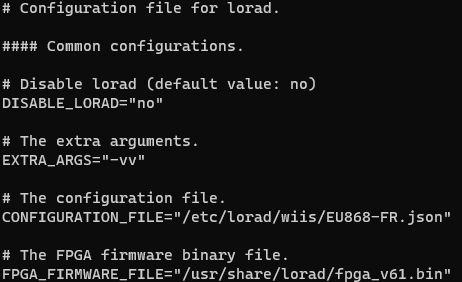 # Configuration file for lorad.
#### Common configurations.
# Disable lorad (default value: no)
DISABLE_LORAD="no"
# The extra arguments.
EXTRA_ARGS="-vv"
# The configuration file.
CONFIGURATION_FILE="/etc/lorad/wiis/EU868-FR.json"
# The FPGA firmware binary file.
FPGA_FIRMWARE_FILE="/usr/share/lorad/fpga_v61.bin"